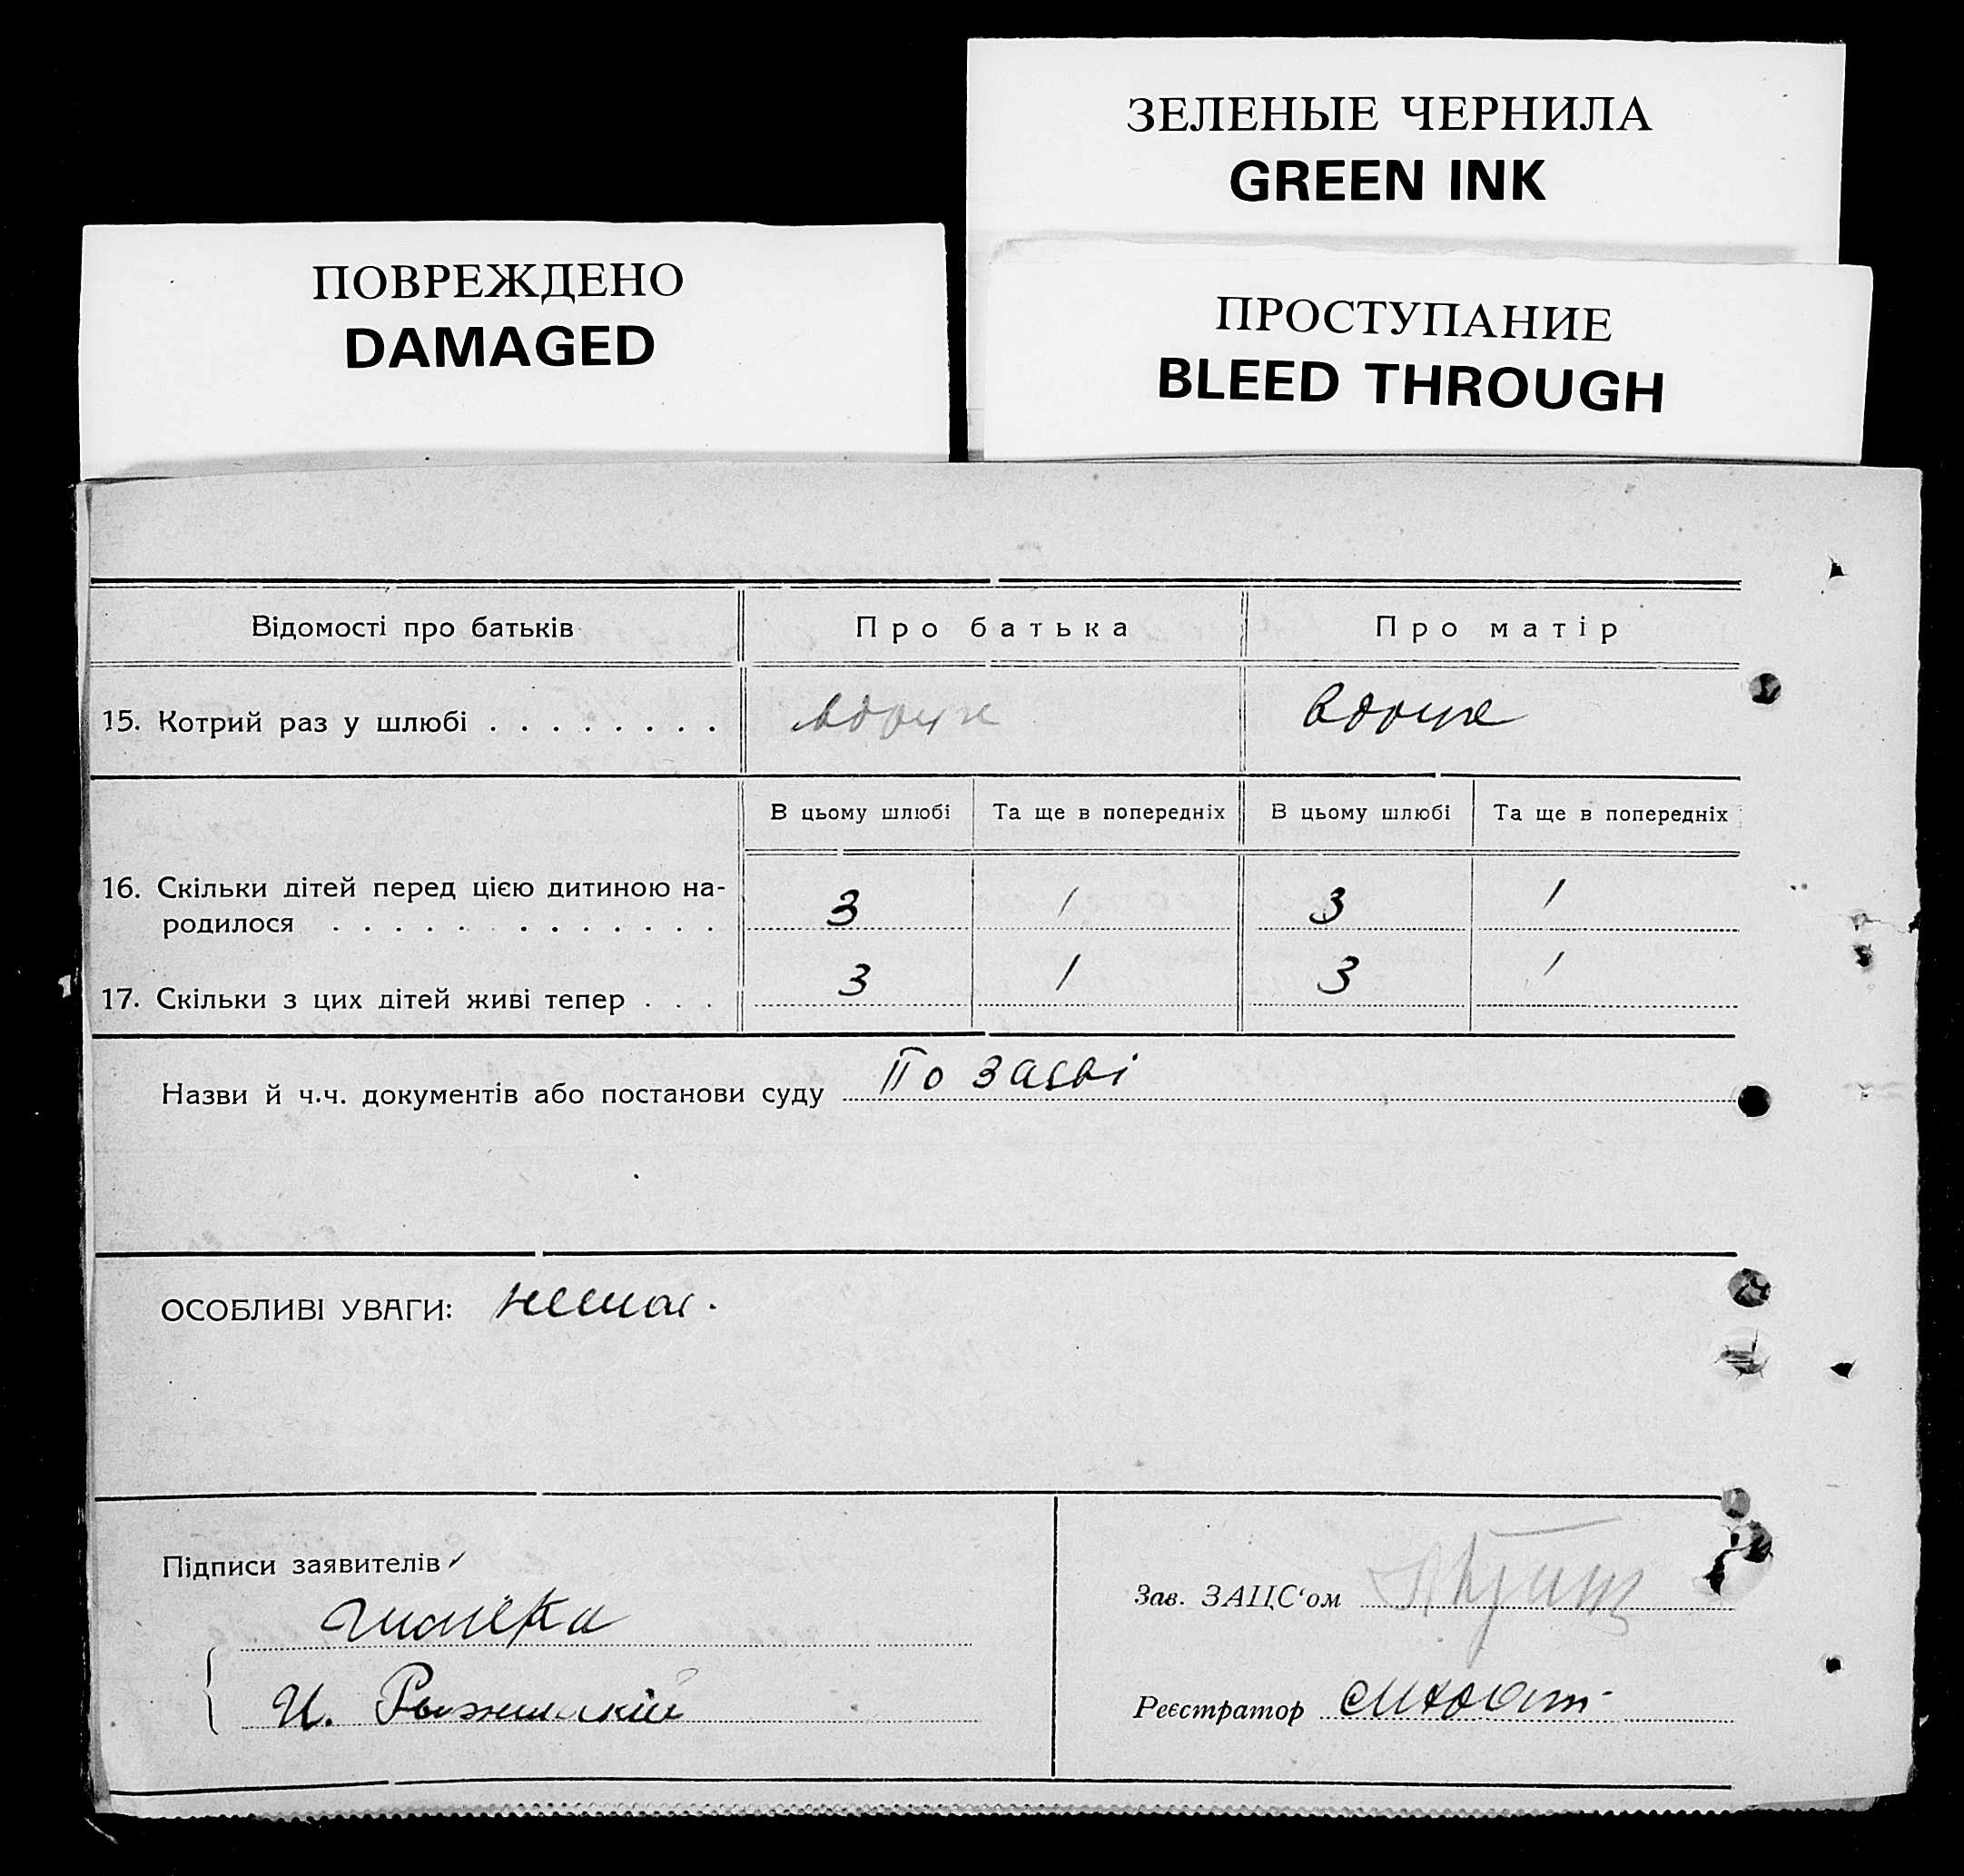 ЗЕЛЕНЫЕ ЧЕРНИЛА
GREEN INK
ПОВРЕЖДЕНО
DAMAGED
ПРОСТУПАНИЕ
BLEED THROUGH
Відомості про батьків Про батька Про матір
15. Котрий раз у шлюбі . . . . . . . . вдруге вдруге
В цьому шлюбі Та ще в попередніх В цьому шлюбі Та ще в попередніх
16. Скільки дітей перед цією дитиною на-
родилося . . . . . . . . . . . . . 3 1 3 1
17. Скільки з цих дітей живі тепер . . . 3 1 3 1
Назви й ч.ч. документів або постанови суду По заяві
ОСОБЛИВІ УВАГИ: немає.
Підписи заявителів
Зав. ЗАЦС‘ом
И.
Реєстратор